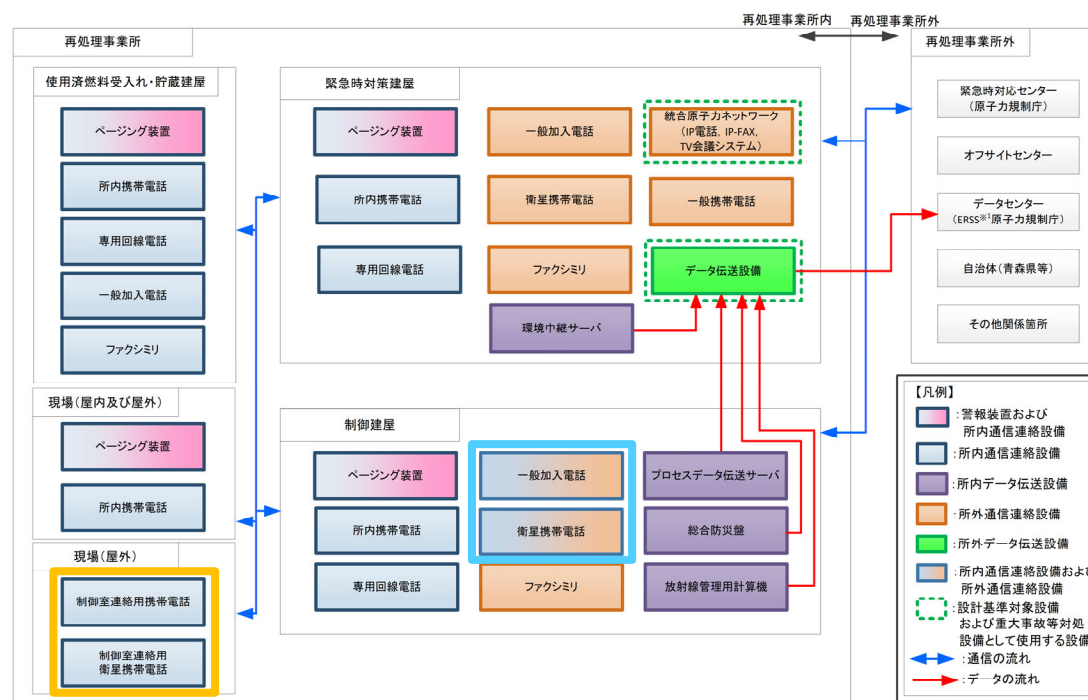 再処理事業所内
再処理事業所外
再処理事業所
使用済燃料受入れ・貯蔵建屋
ページング装置
所内携帯電話
専用回線電話
一般加入電話
ファクシミリ
現場(屋内及び屋外)
ページング装置
所内携帯電話
現場(屋外)
制御室連絡用携帯電話
制御室連絡用
衛星携帯電話
緊急時対策建屋
ページング装置
一般加入電話
統合原子力ネットワーク
(IP電話, IP-FAX,
TV会議システム)
所内携帯電話
衛星携帯電話
一般携帯電話
専用回線電話
ファクシミリ
データ伝送設備
環境中継サーバ
制御建屋
ページング装置
一般加入電話
プロセスデータ伝送サーバ
所内携帯電話
衛星携帯電話
総合防災盤
専用回線電話
ファクシミリ
放射線管理用計算機
再処理事業所外
緊急時対応センター
(原子力規制庁)
オフサイトセンター
データセンター
(ERSS※1原子力規制庁)
自治体(青森県等)
その他関係箇所
【凡例】
:警報装置および
所内通信連絡設備
:所内通信連絡設備
:所内データ伝送設備
:所外通信連絡設備
:所外データ伝送設備
:所内通信連絡設備および
所外通信連絡設備
:設計基準対象設備
および重大事故等対処
設備として使用する設備
:通信の流れ
:データの流れ